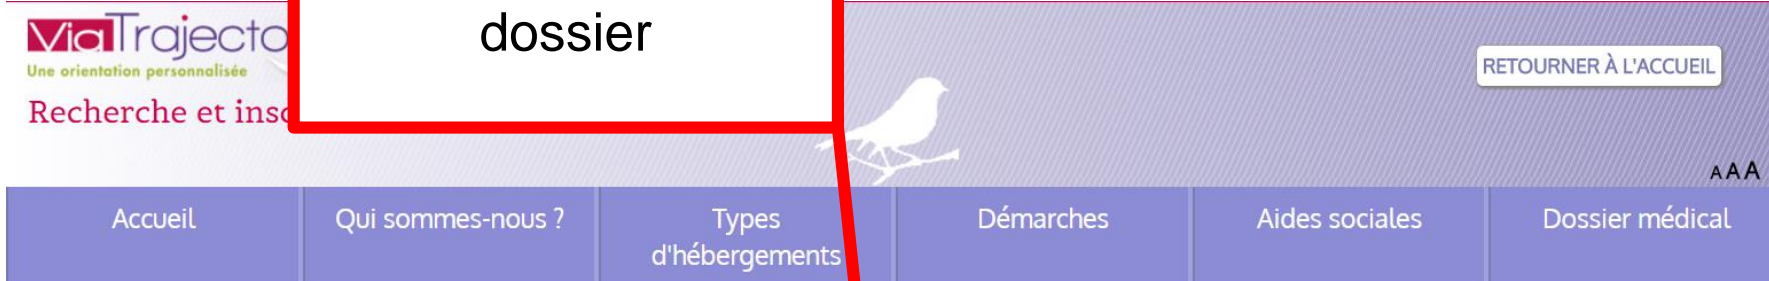 ViaTrajecto
Une orientation personnalisée
Recherche et insc
dossier
RETOURNER À L'ACCUEIL
AAA
Accueil
Qui sommes-nous ?
Types
d'hébergements
Démarches
Aides sociales
Dossier médical